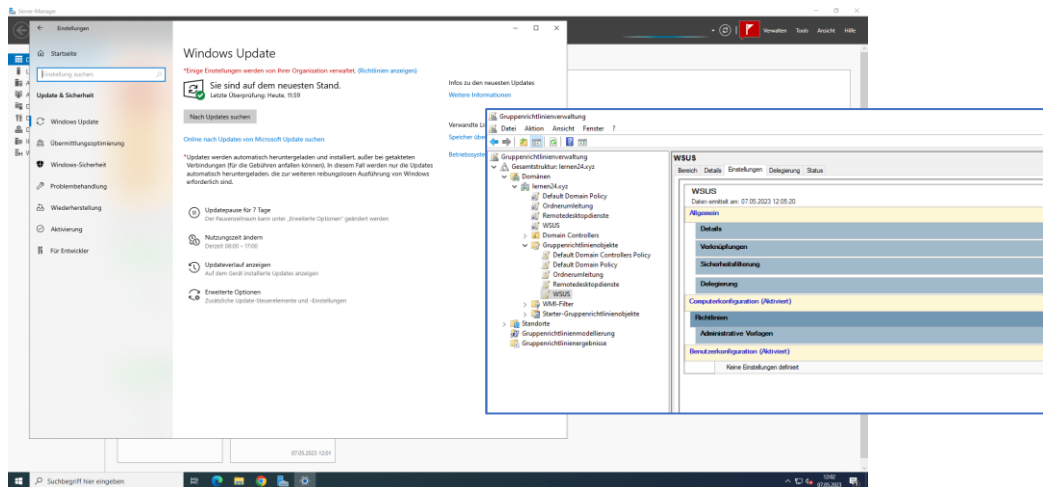 Server-Manager
Einstellungen
Verwalten Tools Ansicht Hilfe
Startseite
Einstellung suchen
Update & Sicherheit
Windows Update
Übermittlungsoptimierung
Windows-Sicherheit
Problembehandlung
Wiederherstellung
Aktivierung
Für Entwickler
Windows Update
*Einige Einstellungen werden von Ihrer Organisation verwaltet. (Richtlinien anzeigen)
Sie sind auf dem neuesten Stand.
Letzte Überprüfung: Heute, 11:59
Nach Updates suchen
Online nach Updates von Microsoft Update suchen
*Updates werden automatisch heruntergeladen und installiert, außer bei getakteten
Verbindungen (für die Gebühren anfallen können). In diesem Fall werden nur die Updates
automatisch heruntergeladen, die zur weiteren reibungslosen Ausführung von Windows
erforderlich sind.
Updatepause für 7 Tage
Der Pausenzeitraum kann unter „Erweiterte Optionen" geändert werden
Nutzungszeit ändern
Derzeit 08:00 – 17:00
Updateverlauf anzeigen
Auf dem Gerät installierte Updates anzeigen
Erweiterte Optionen
Zusätzliche Update-Steuerelemente und -Einstellungen
Infos zu den neuesten Updates
Weitere Informationen
Verwandte
Speicher
Gruppenrichtlinienverwaltung
Datei Aktion Ansicht Fenster ?
Gruppenrichtlinienverwaltung
Gesamtstruktur: lernen24.xyz
Domänen
lernen24.xyz
Default Domain Policy
Ordnerumleitung
Remotedesktopdienste
WSUS
Domain Controllers
Gruppenrichtlinienobjekte
Default Domain Controllers Policy
Default Domain Policy
Ordnerumleitung
Remotedesktopdienste
WSUS
WMI-Filter
Starter-Gruppenrichtlinienobjekte
Standorte
Gruppenrichtlinienmodellierung
Gruppenrichtlinienergebnisse
WSUS
Bereich Details Einstellungen Delegierung Status
WSUS
Daten ermittelt am: 07.05.2023 12:05:20
Allgemein
Details
Verknüpfungen
Sicherheitsfilterung
Delegierung
Computerkonfiguration (Aktiviert)
Richtlinien
Administrative Vorlagen
Benutzerkonfiguration (Aktiviert)
Keine Einstellungen definiert
07.05.2023 12:01
Suchbegriff hier eingeben
12:02
07.05.2023